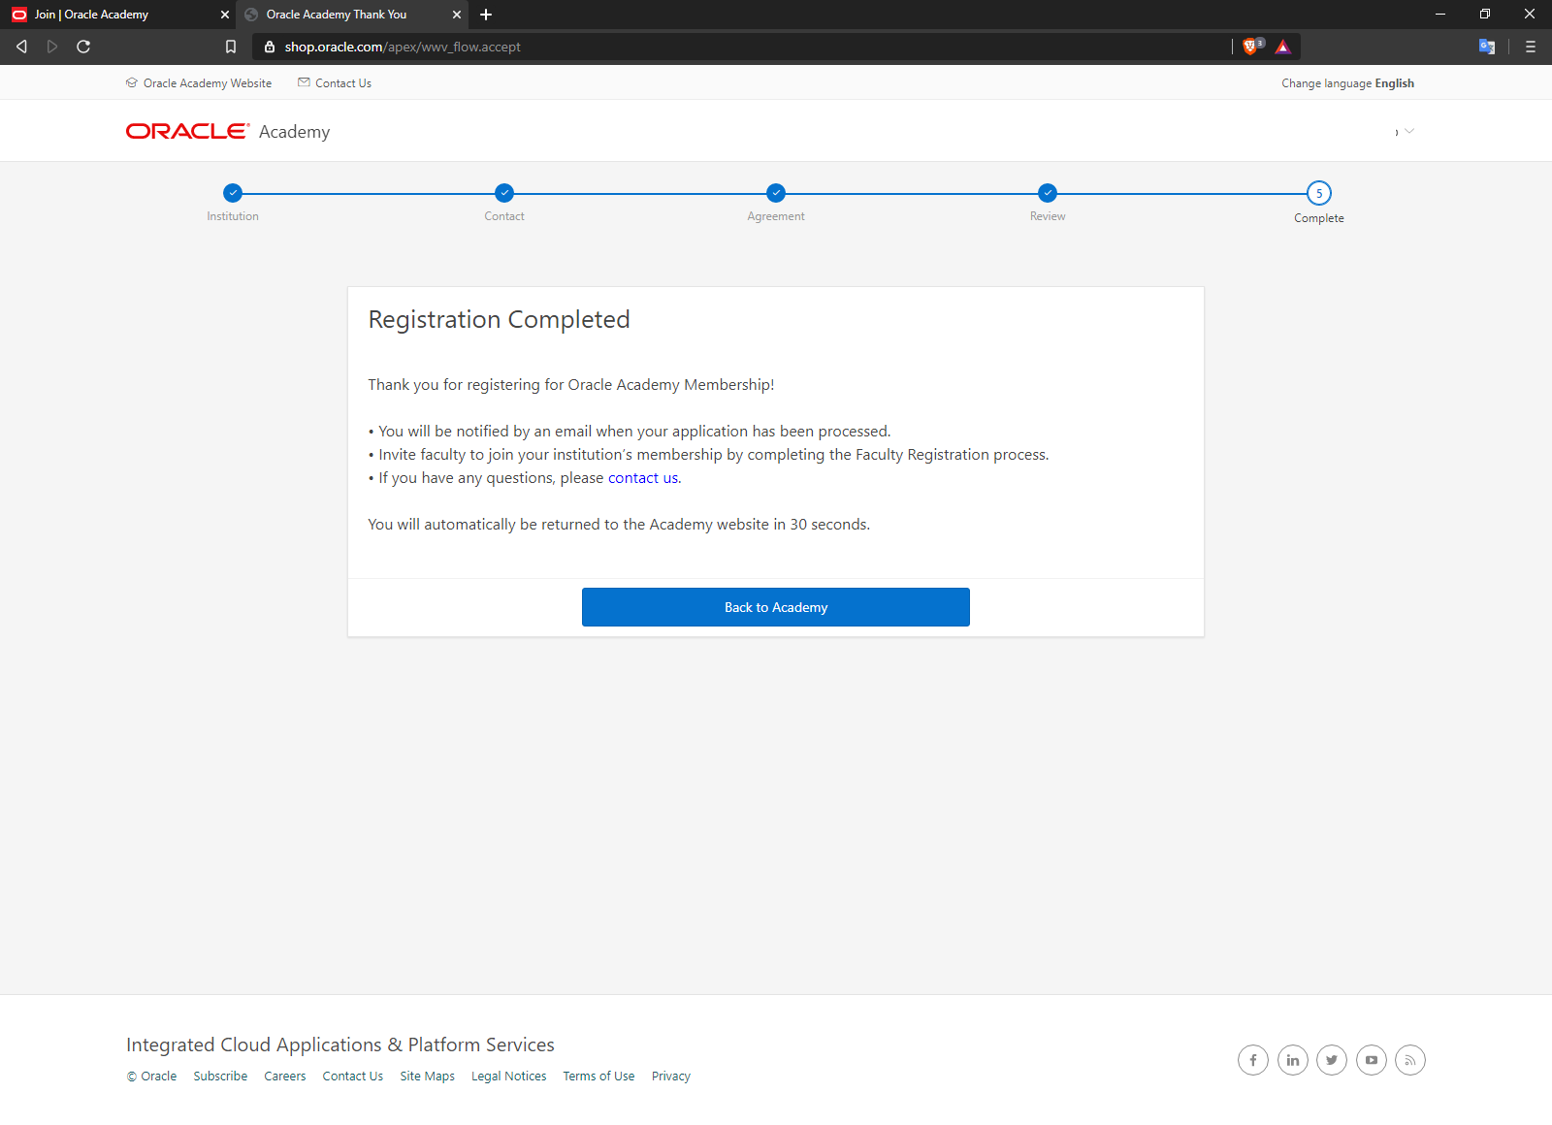 Join | Oracle Academy
Oracle Academy Thank You
shop.oracle.com/apex/wwv_flow.accept
3
Oracle Academy Website
Contact Us
Change language English
ORACLE Academy
Institution
Contact
Agreement
Review
5
Complete
Registration Completed
Thank you for registering for Oracle Academy Membership!
• You will be notified by an email when your application has been processed.
• Invite faculty to join your institution's membership by completing the Faculty Registration process.
• If you have any questions, please contact us.
You will automatically be returned to the Academy website in 30 seconds.
Back to Academy
Integrated Cloud Applications & Platform Services
© Oracle
Subscribe
Careers
Contact Us
Site Maps
Legal Notices
Terms of Use
Privacy